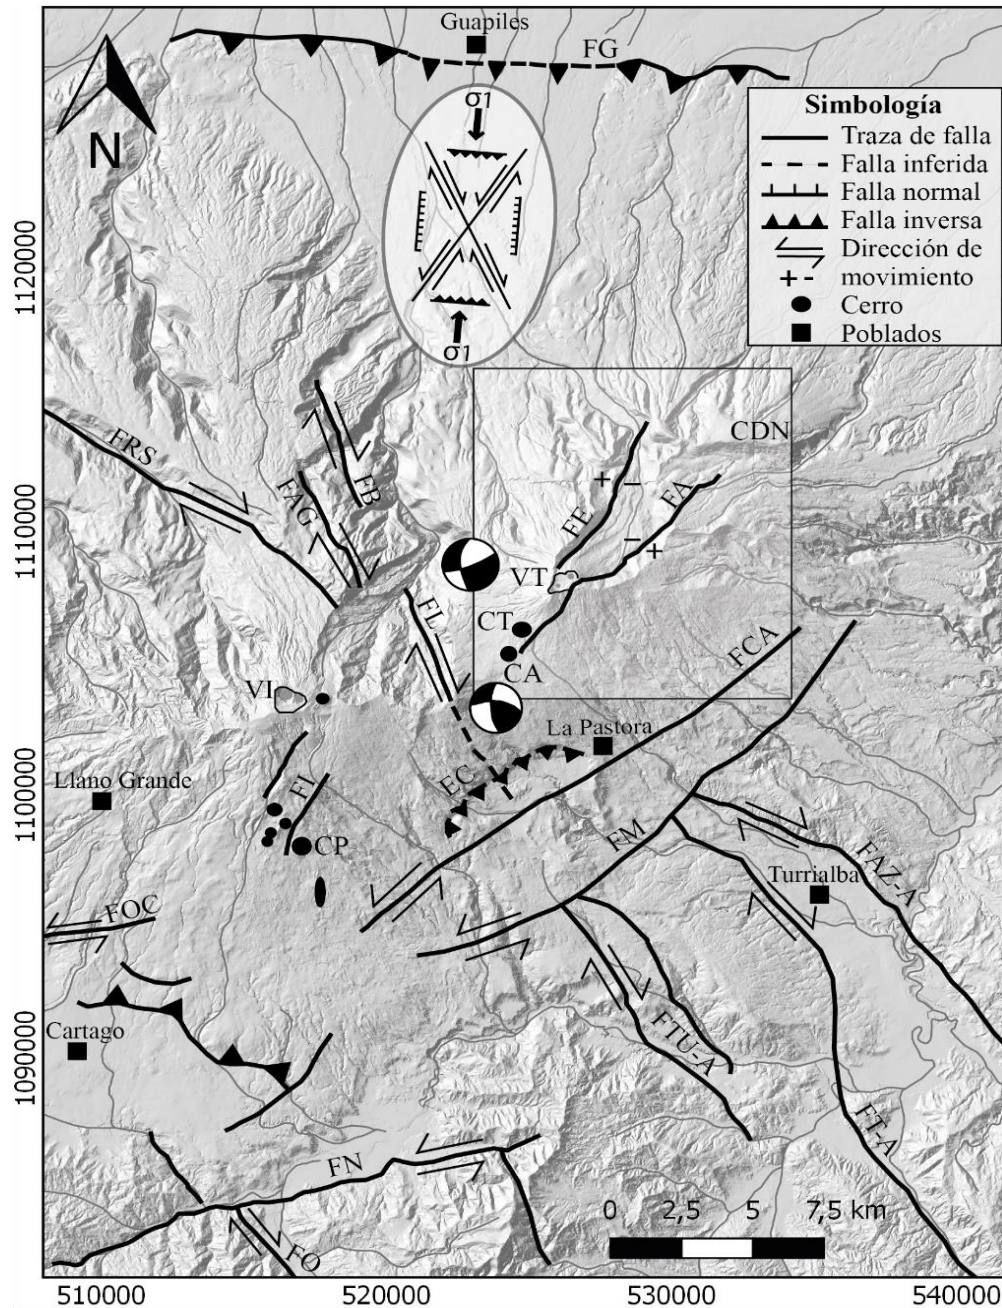 Guapiles
FG
N
σ1
σ1
Simbología
Traza de falla
Falla inferida
Falla normal
Falla inversa
Dirección de
movimiento
Cerro
Poblados
1120000
1110000
1100000
1090000
CDN
FRS
FB
FAG
FE
FA
VT
FL
CT
CA
FCA
VI
La Pastora
EC
Llano Grande
FI
CP
FM
FAZ-A
Turrialba
FOC
FTU-A
Cartago
FT-A
FN
FO
0 2,5 5 7,5 km
510000 520000 530000 540000